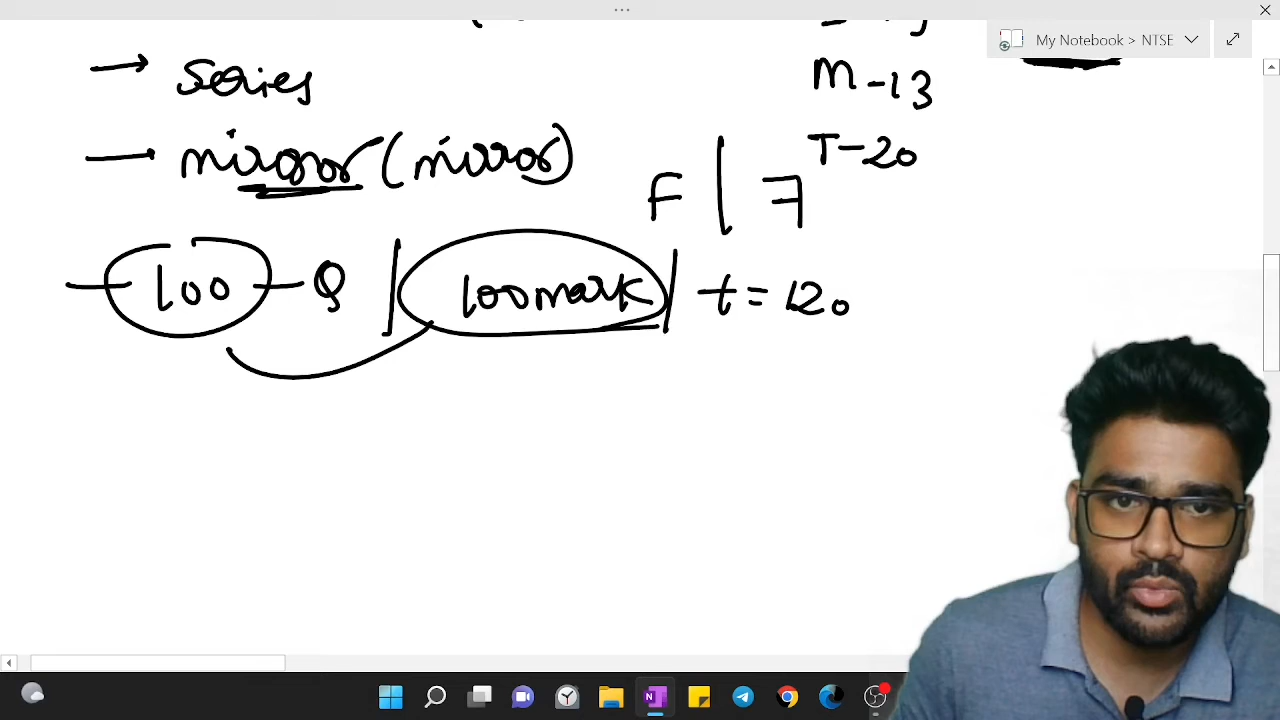 ...
My Notebook > NTSE
→ series
M-13
— mirror (mirror)
T-20
F | ꟻ
— 100 — Q | 100 mark | t = 120